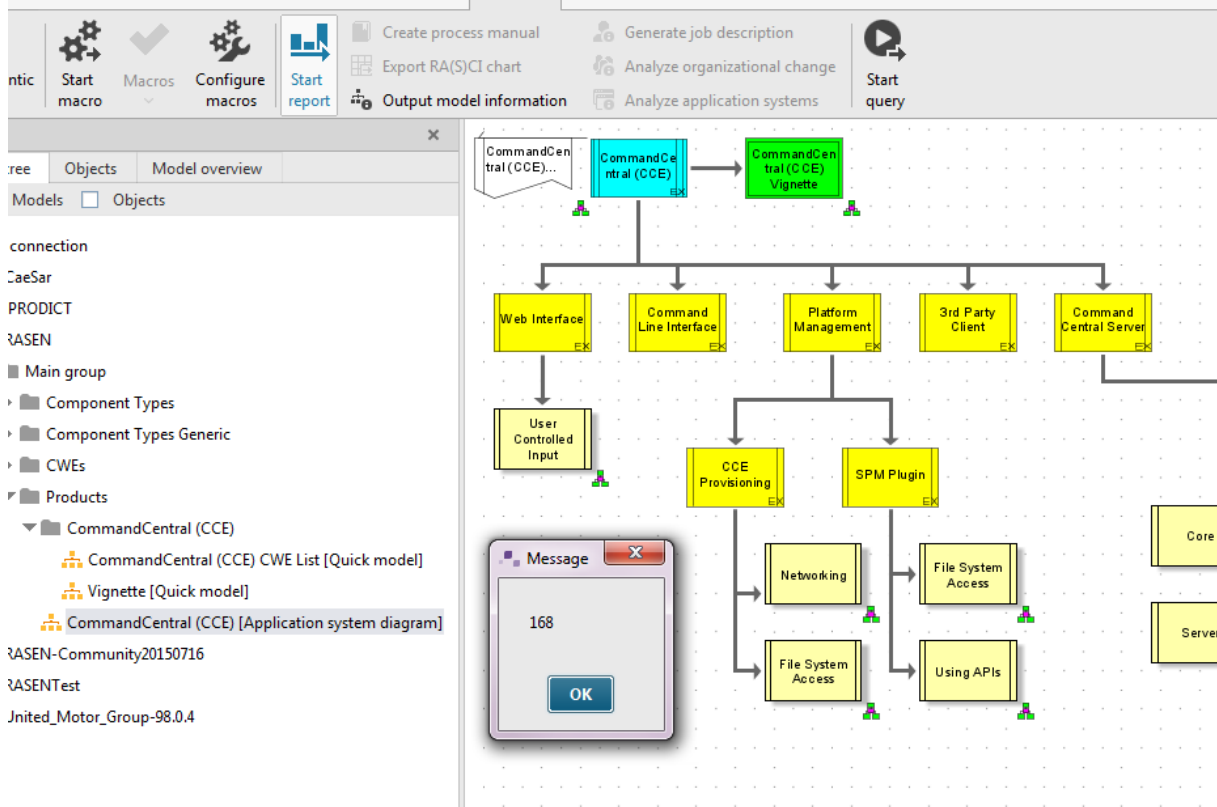 ntic
Start
macro
Macros
Configure
macros
Start
report
Create process manual
Export RA(S)CI chart
Output model information
Generate job description
Analyze organizational change
Analyze application systems
Start
query
ree
Objects
Model overview
Models
Objects
connection
CaeSar
PRODICT
RASEN
Main group
Component Types
Component Types Generic
CWEs
Products
CommandCentral (CCE)
CommandCentral (CCE) CWE List [Quick model]
Vignette [Quick model]
CommandCentral (CCE) [Application system diagram]
RASEN-Community20150716
RASENTest
United_Motor_Group-98.0.4
CommandCen
tral (CCE)...
CommandCe
ntral (CCE)
EX
CommandCen
tral (CCE)
Vignette
Web Interface
EX
Command
Line Interface
EX
Platform
Management
EX
3rd Party
Client
EX
Command
Central Server
EX
User
Controlled
Input
CCE
Provisioning
EX
SPM Plugin
EX
Networking
File System
Access
File System
Access
Using APIs
Core
Server
Message
168
OK